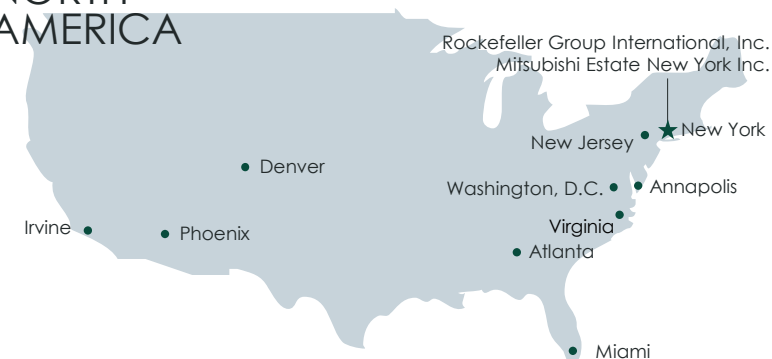 NORTH
AMERICA
Rockefeller Group International, Inc.
Mitsubishi Estate New York Inc.
New York
New Jersey
Denver
Washington, D.C.
Annapolis
Virginia
Irvine
Phoenix
Atlanta
Miami